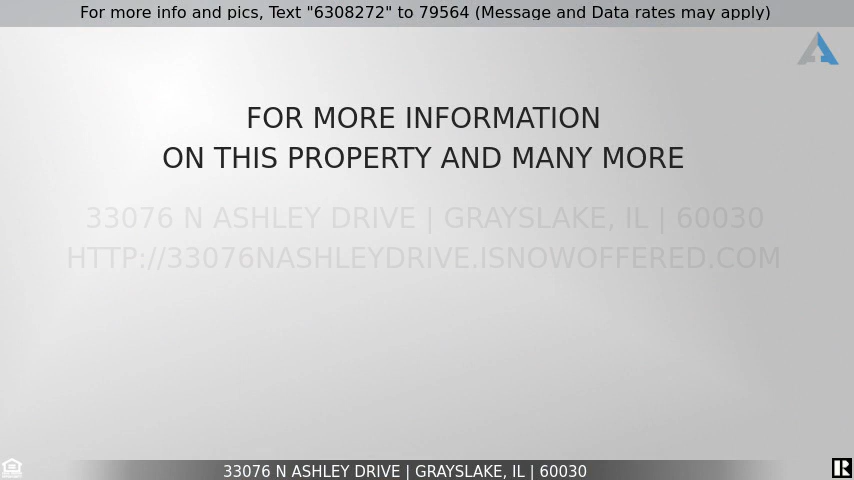 For more info and pics, Text "6308272" to 79564 (Message and Data rates may apply)
FOR MORE INFORMATION
ON THIS PROPERTY AND MANY MORE
33076 N ASHLEY DRIVE | GRAYSLAKE, IL | 60030
HTTP://33076NASHLEYDRIVE.ISNOWOFFERED.COM
33076 N ASHLEY DRIVE | GRAYSLAKE, IL | 60030